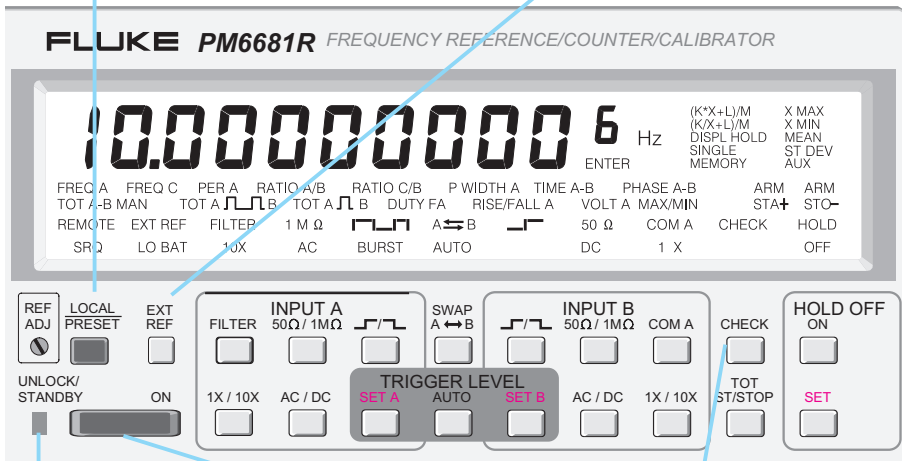 FLUKE PM6681R FREQUENCY REFERENCE/COUNTER/CALIBRATOR
10.000000000 6 Hz
ENTER
(K*X+L)/M X MAX
(K/X+L)/M X MIN
DISPL HOLD MEAN
SINGLE ST DEV
MEMORY AUX
FREQ A FREQ C PER A RATIO A/B RATIO C/B P WIDTH A TIME A-B PHASE A-B ARM ARM
TOT A-B MAN TOT A B TOT A B DUTY FA RISE/FALL A VOLT A MAX/MIN STA+ STO-
REMOTE EXT REF FILTER 1 M Ω A⇆B 50 Ω COM A CHECK HOLD
SRQ LO BAT 10X AC BURST AUTO DC 1 X OFF
REF ADJ
LOCAL
PRESET
EXT REF
INPUT A
FILTER 50Ω / 1MΩ
SWAP
A ↔ B
INPUT B
50Ω / 1MΩ COM A
CHECK
HOLD OFF
ON
UNLOCK/
STANDBY ON
1X / 10X AC / DC
TRIGGER LEVEL
SET A AUTO SET B
AC / DC 1X / 10X
TOT
ST/STOP
SET